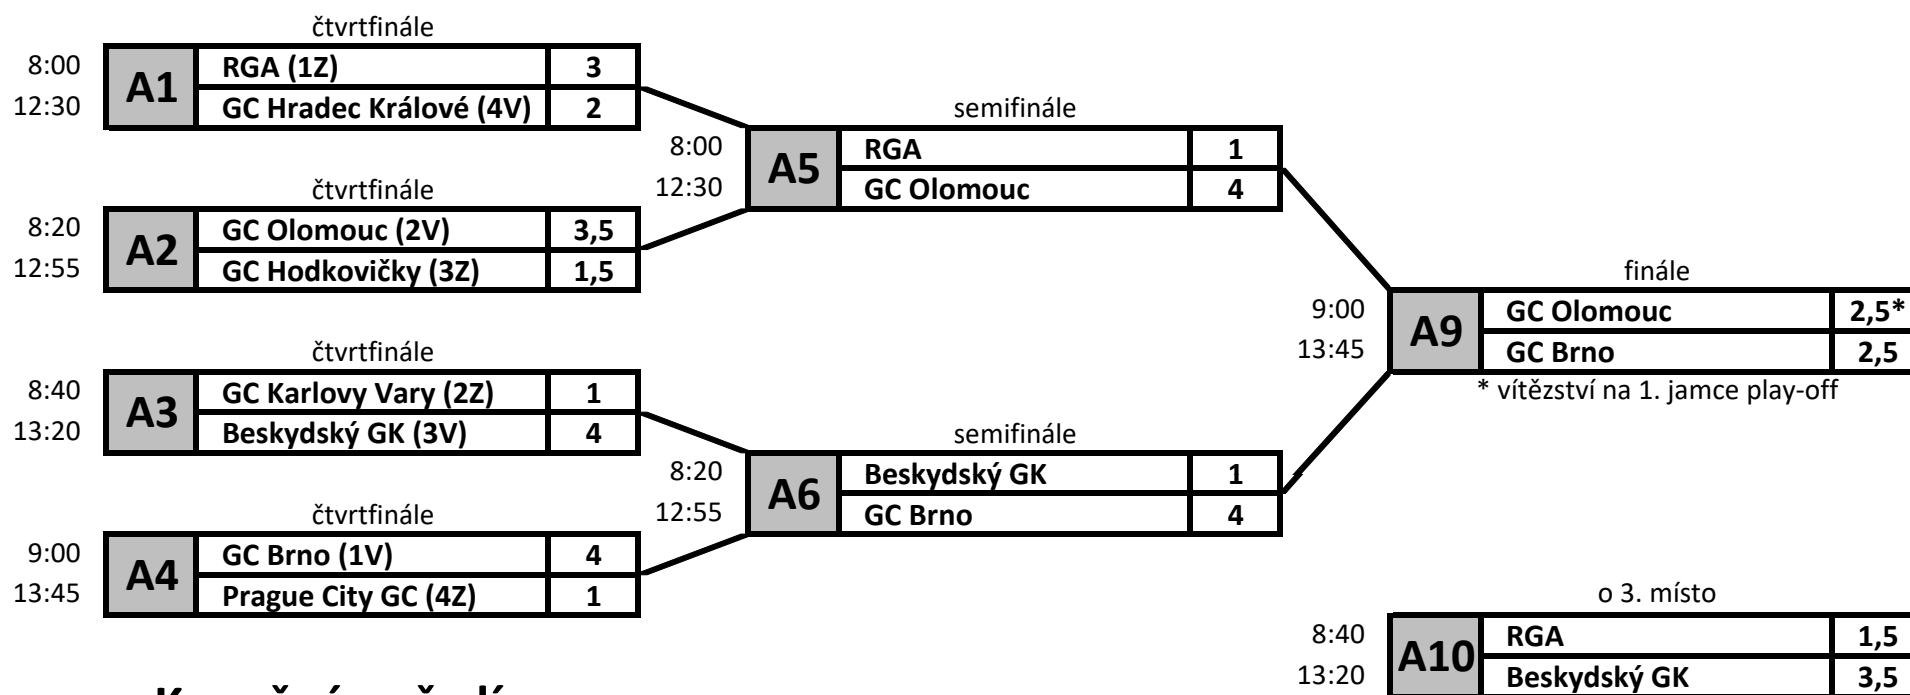 čtvrtfinále
8:00 A1 RGA (1Z) 3
12:30 GC Hradec Králové (4V) 2
semifinále
8:00 A5 RGA 1
12:30 GC Olomouc 4
čtvrtfinále
8:20 A2 GC Olomouc (2V) 3,5
12:55 GC Hodkovičky (3Z) 1,5
finále
9:00 A9 GC Olomouc 2,5*
13:45 GC Brno 2,5
* vítězství na 1. jamce play-off
čtvrtfinále
8:40 A3 GC Karlovy Vary (2Z) 1
13:20 Beskydský GK (3V) 4
semifinále
8:20 A6 Beskydský GK 1
12:55 GC Brno 4
čtvrtfinále
9:00 A4 GC Brno (1V) 4
13:45 Prague City GC (4Z) 1
o 3. místo
8:40 A10 RGA 1,5
13:20 Beskydský GK 3,5